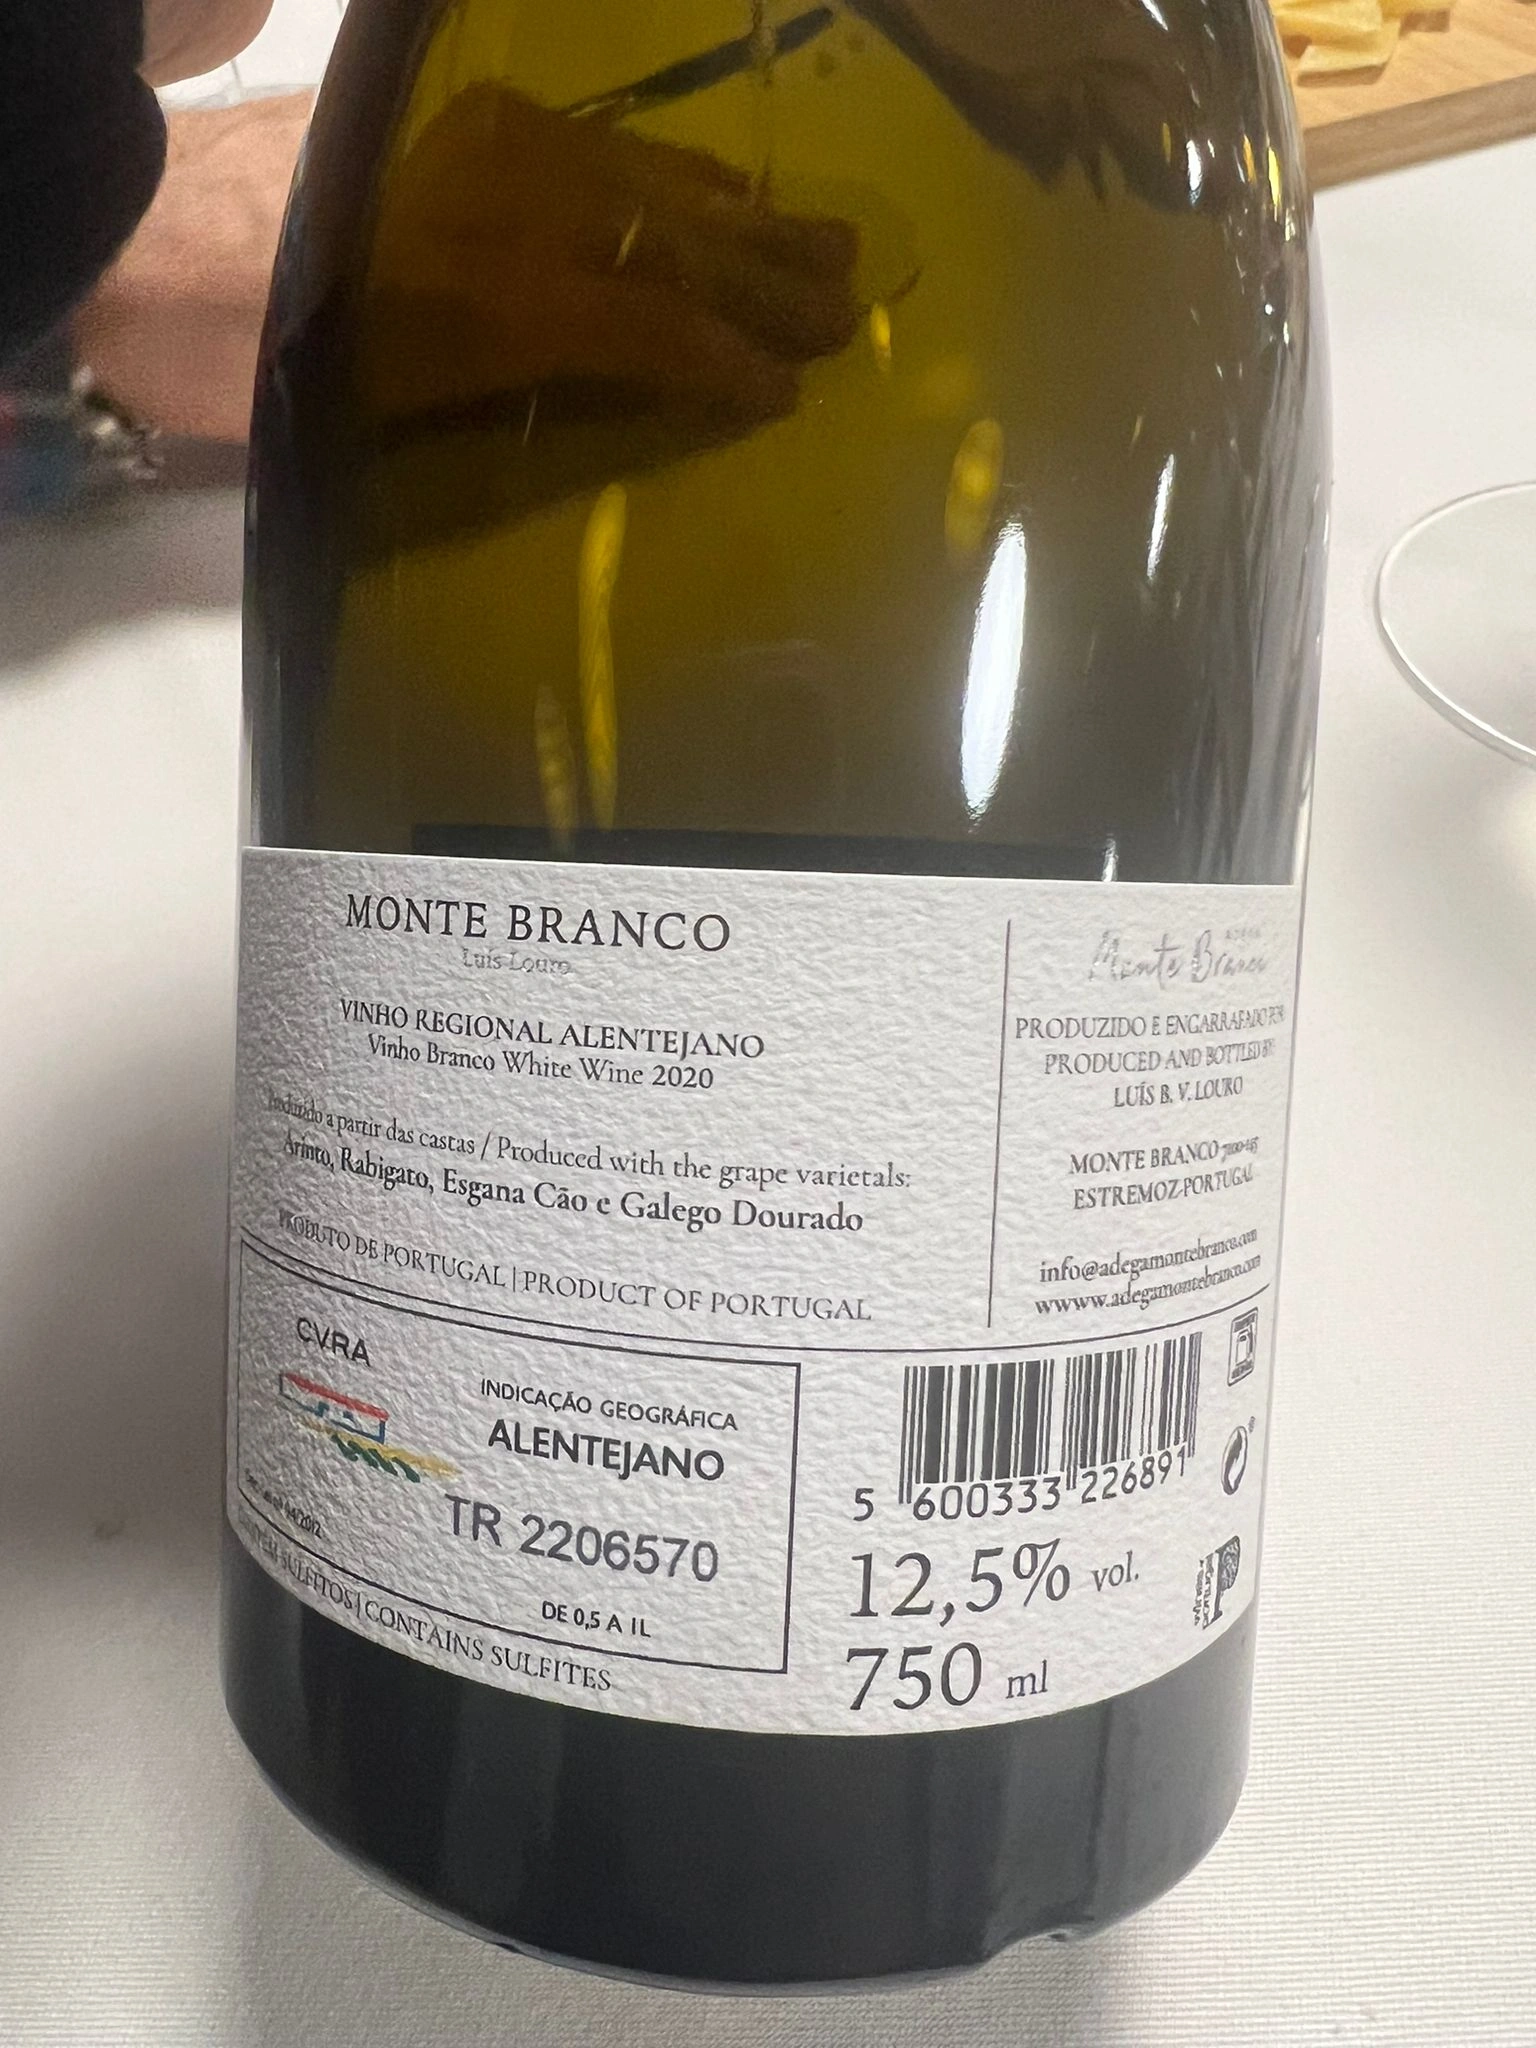 MONTE BRANCO
Luís Louro
VINHO REGIONAL ALENTEJANO
Vinho Branco White Wine 2020
Produzido a partir das castas / Produced with the grape varietals:
Arinto, Rabigato, Esgana Cão e Galego Dourado
PRODUTO DE PORTUGAL | PRODUCT OF PORTUGAL
CVRA
INDICAÇÃO GEOGRÁFICA
ALENTEJANO
TR 2206570
DE 0,5 A 1L
SULFITOS | CONTAINS SULFITES
ADEGA
Monte Branco
PRODUZIDO E ENGARRAFADO POR:
PRODUCED AND BOTTLED BY:
LUÍS B. V. LOURO
MONTE BRANCO
ESTREMOZ-PORTUGAL
info@adegamontebranco.com
wwww.adegamontebranco.com
5 600333 226891
12,5% vol.
750 ml